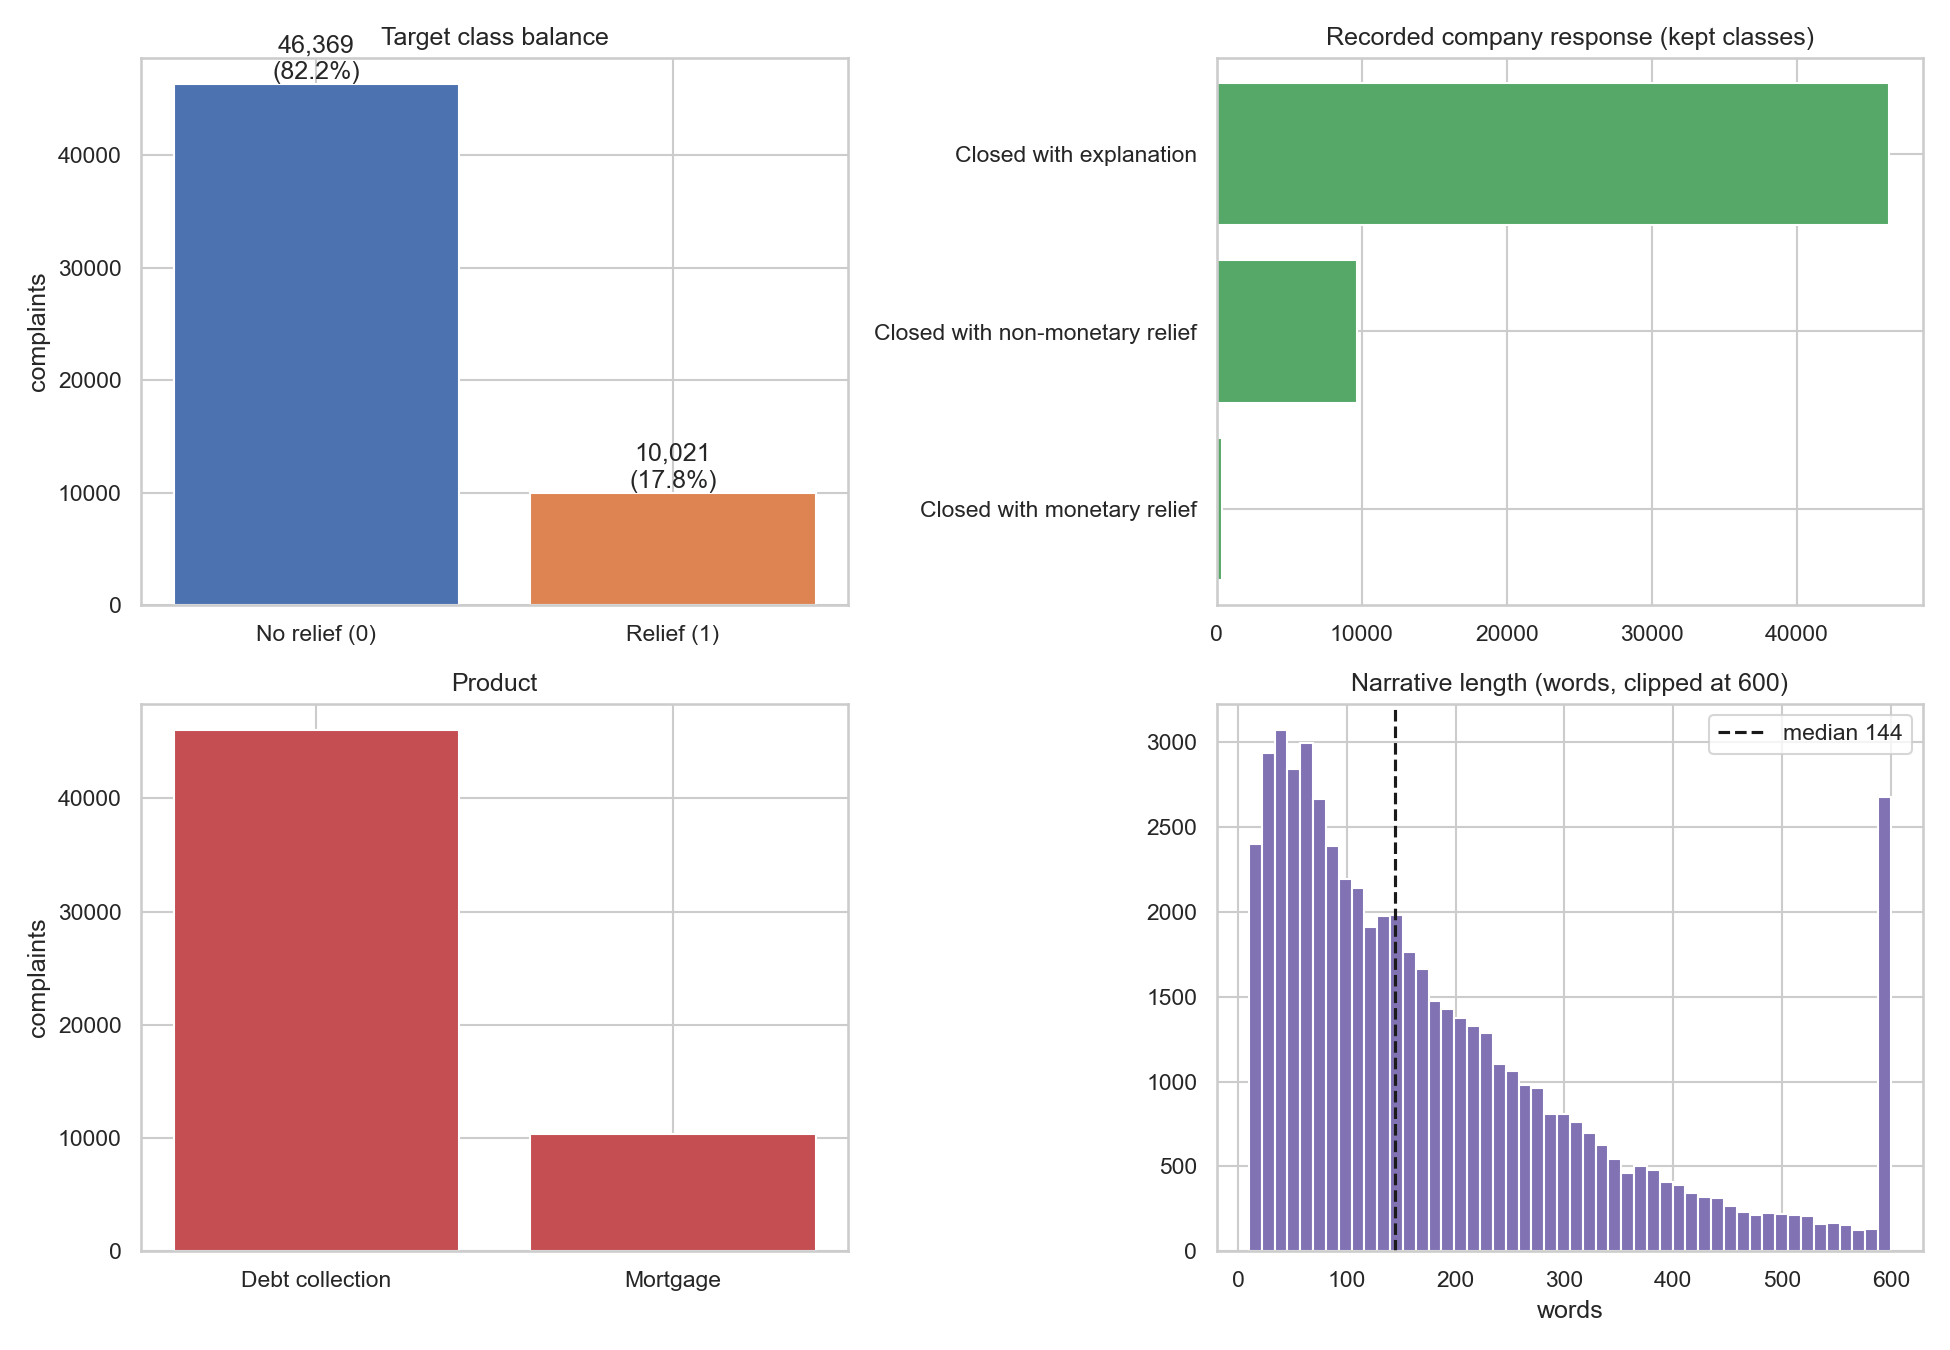 Target class balance
46,369
(82.2%)
10,021
(17.8%)
complaints
40000
30000
20000
10000
0
No relief (0)
Relief (1)
Recorded company response (kept classes)
Closed with explanation
Closed with non-monetary relief
Closed with monetary relief
0
10000
20000
30000
40000
Product
complaints
40000
30000
20000
10000
0
Debt collection
Mortgage
Narrative length (words, clipped at 600)
median 144
3000
2500
2000
1500
1000
500
0
0
100
200
300
400
500
600
words